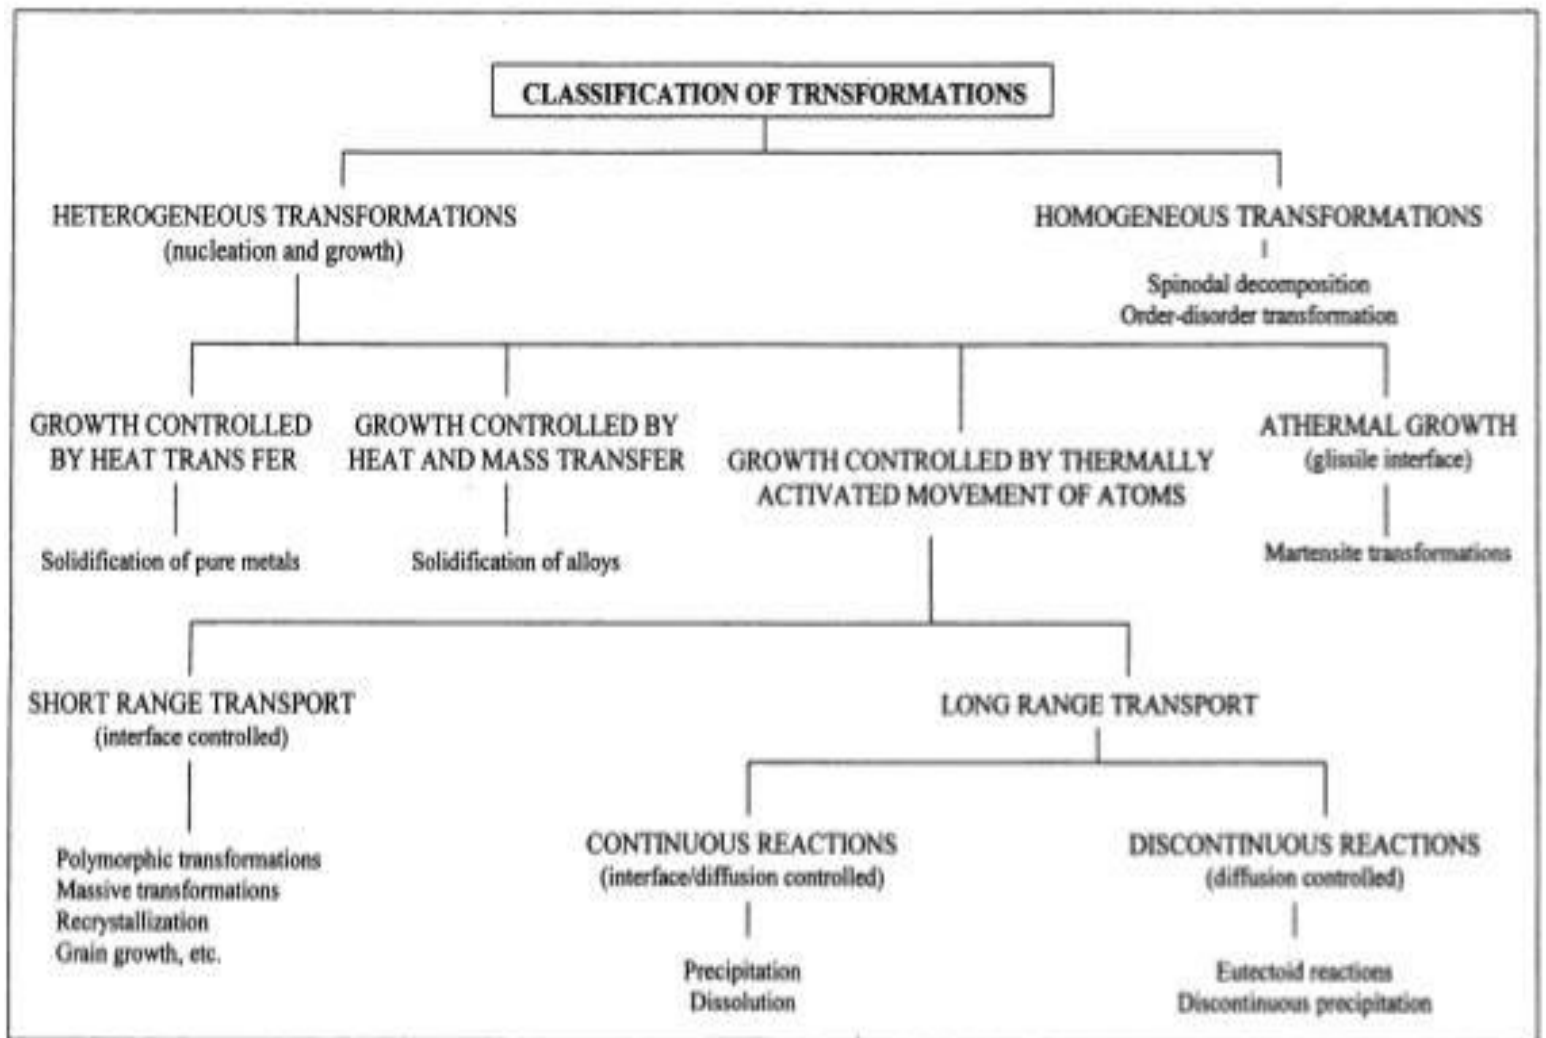 CLASSIFICATION OF TRNSFORMATIONS
HETEROGENEOUS TRANSFORMATIONS
(nucleation and growth)
HOMOGENEOUS TRANSFORMATIONS
Spinodal decomposition
Order-disorder transformation
GROWTH CONTROLLED
BY HEAT TRANS FER
Solidification of pure metals
GROWTH CONTROLLED BY
HEAT AND MASS TRANSFER
Solidification of alloys
GROWTH CONTROLLED BY THERMALLY
ACTIVATED MOVEMENT OF ATOMS
ATHERMAL GROWTH
(glissile interface)
Martensite transformations
SHORT RANGE TRANSPORT
(interface controlled)
Polymorphic transformations
Massive transformations
Recrystallization
Grain growth, etc.
LONG RANGE TRANSPORT
CONTINUOUS REACTIONS
(interface/diffusion controlled)
Precipitation
Dissolution
DISCONTINUOUS REACTIONS
(diffusion controlled)
Eutectoid reactions
Discontinuous precipitation